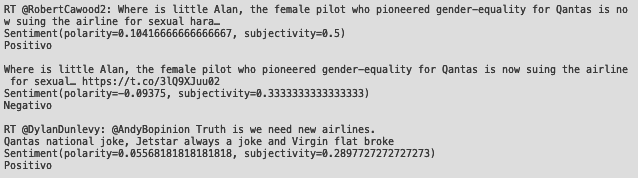 RT @RobertCawood2: Where is little Alan, the female pilot who pioneered gender-equality for Qantas is no
w suing the airline for sexual hara…
Sentiment(polarity=0.10416666666666667, subjectivity=0.5)
Positivo
Where is little Alan, the female pilot who pioneered gender-equality for Qantas is now suing the airline
for sexual… https://t.co/3lQ9XJuu02
Sentiment(polarity=-0.09375, subjectivity=0.3333333333333333)
Negativo
RT @DylanDunlevy: @AndyBopinion Truth is we need new airlines.
Qantas national joke, Jetstar always a joke and Virgin flat broke
Sentiment(polarity=0.05568181818181818, subjectivity=0.2897727272727273)
Positivo